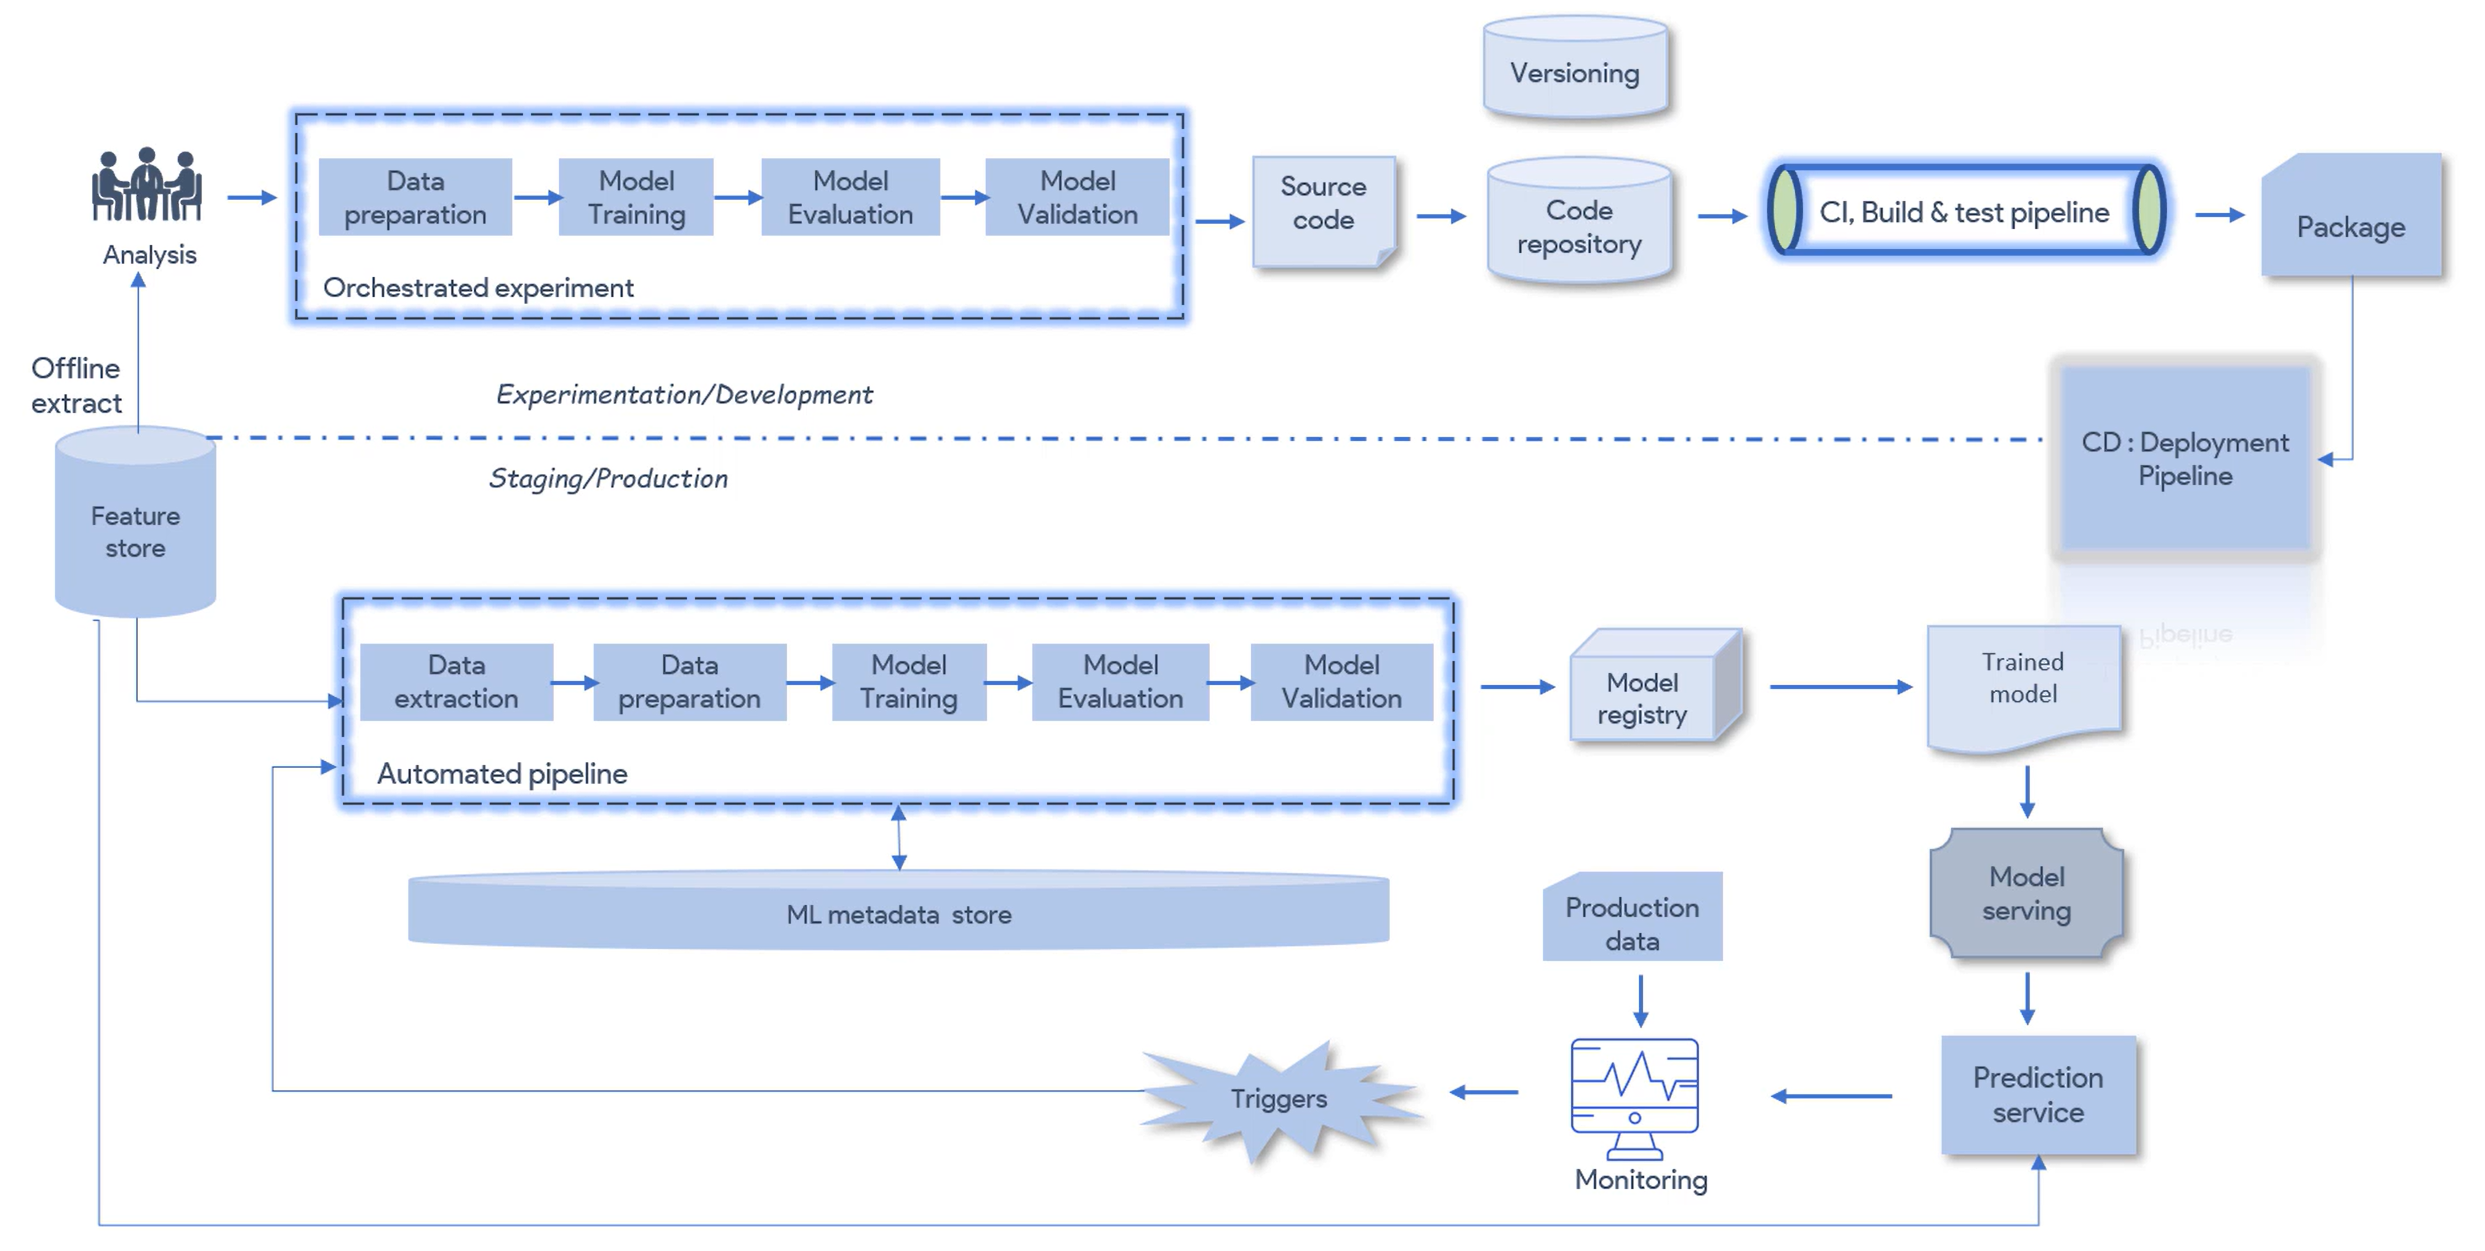 Versioning
Data
preparation
Model
Training
Model
Evaluation
Model
Validation
Orchestrated experiment
Analysis
Source
code
Code
repository
CI, Build & test pipeline
Package
Offline
extract
Experimentation/Development
Staging/Production
CD : Deployment
Pipeline
Feature
store
Data
extraction
Data
preparation
Model
Training
Model
Evaluation
Model
Validation
Automated pipeline
Model
registry
Pipeline
Trained
model
ML metadata store
Production
data
Model
serving
Triggers
Monitoring
Prediction
service